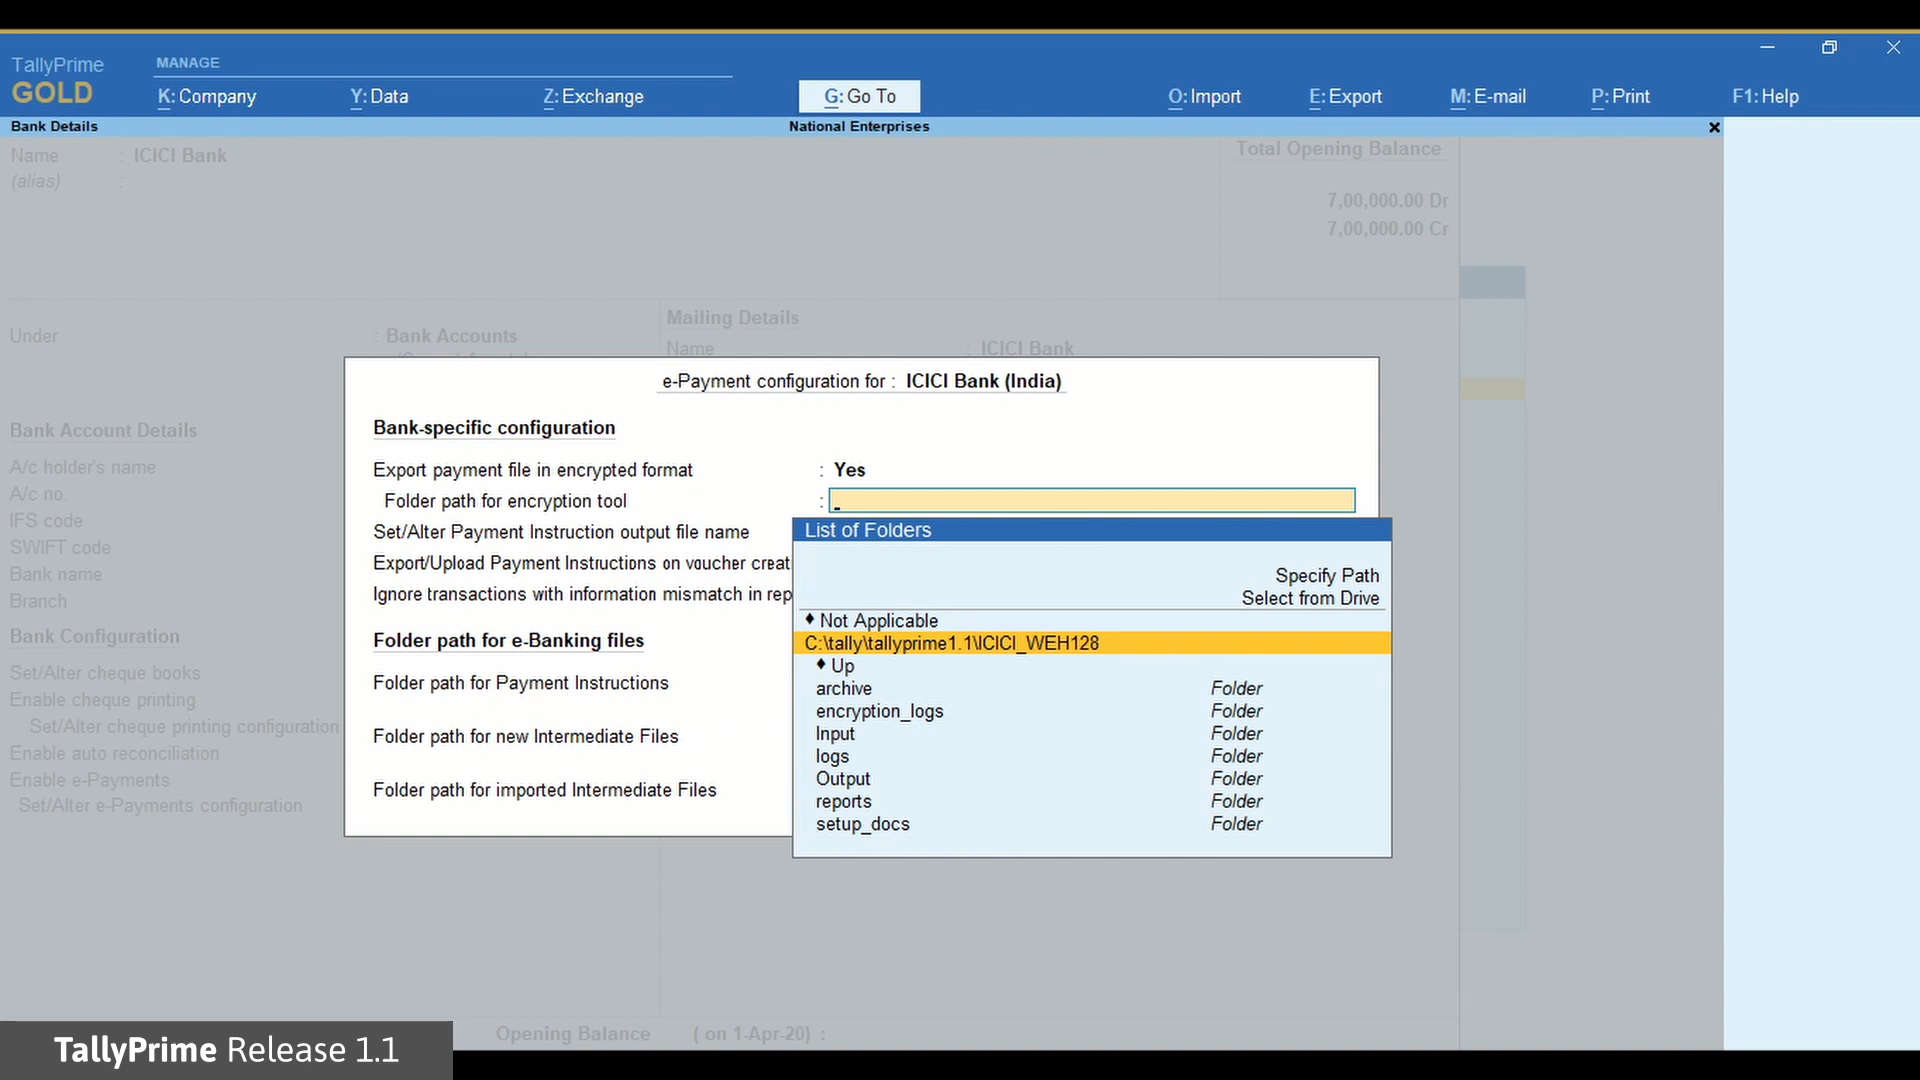 TallyPrime
GOLD
MANAGE
K: Company
Y: Data
Z: Exchange
G: Go To
O: Import
E: Export
M: E-mail
P: Print
F1: Help
Bank Details
National Enterprises
Name : ICICI Bank
(alias) :
Total Opening Balance
7,00,000.00 Dr
7,00,000.00 Cr
Under : Bank Accounts
Mailing Details
Name : ICICI Bank
Bank Account Details
A/c holder's name
A/c no.
IFS code
SWIFT code
Bank name
Branch
Bank Configuration
Set/Alter cheque books
Enable cheque printing
Set/Alter cheque printing configuration
Enable auto reconciliation
Enable e-Payments
Set/Alter e-Payments configuration
e-Payment configuration for : ICICI Bank (India)
Bank-specific configuration
Export payment file in encrypted format : Yes
Folder path for encryption tool :
Set/Alter Payment Instruction output file name
Export/Upload Payment Instructions on voucher creat
Ignore transactions with information mismatch in rep
Folder path for e-Banking files
Folder path for Payment Instructions
Folder path for new Intermediate Files
Folder path for imported Intermediate Files
List of Folders
Specify Path
Select from Drive
♦ Not Applicable
C:\tally\tallyprime1.1\ICICI_WEH128
♦ Up
archive Folder
encryption_logs Folder
Input Folder
logs Folder
Output Folder
reports Folder
setup_docs Folder
Opening Balance ( on 1-Apr-20) :
TallyPrime Release 1.1